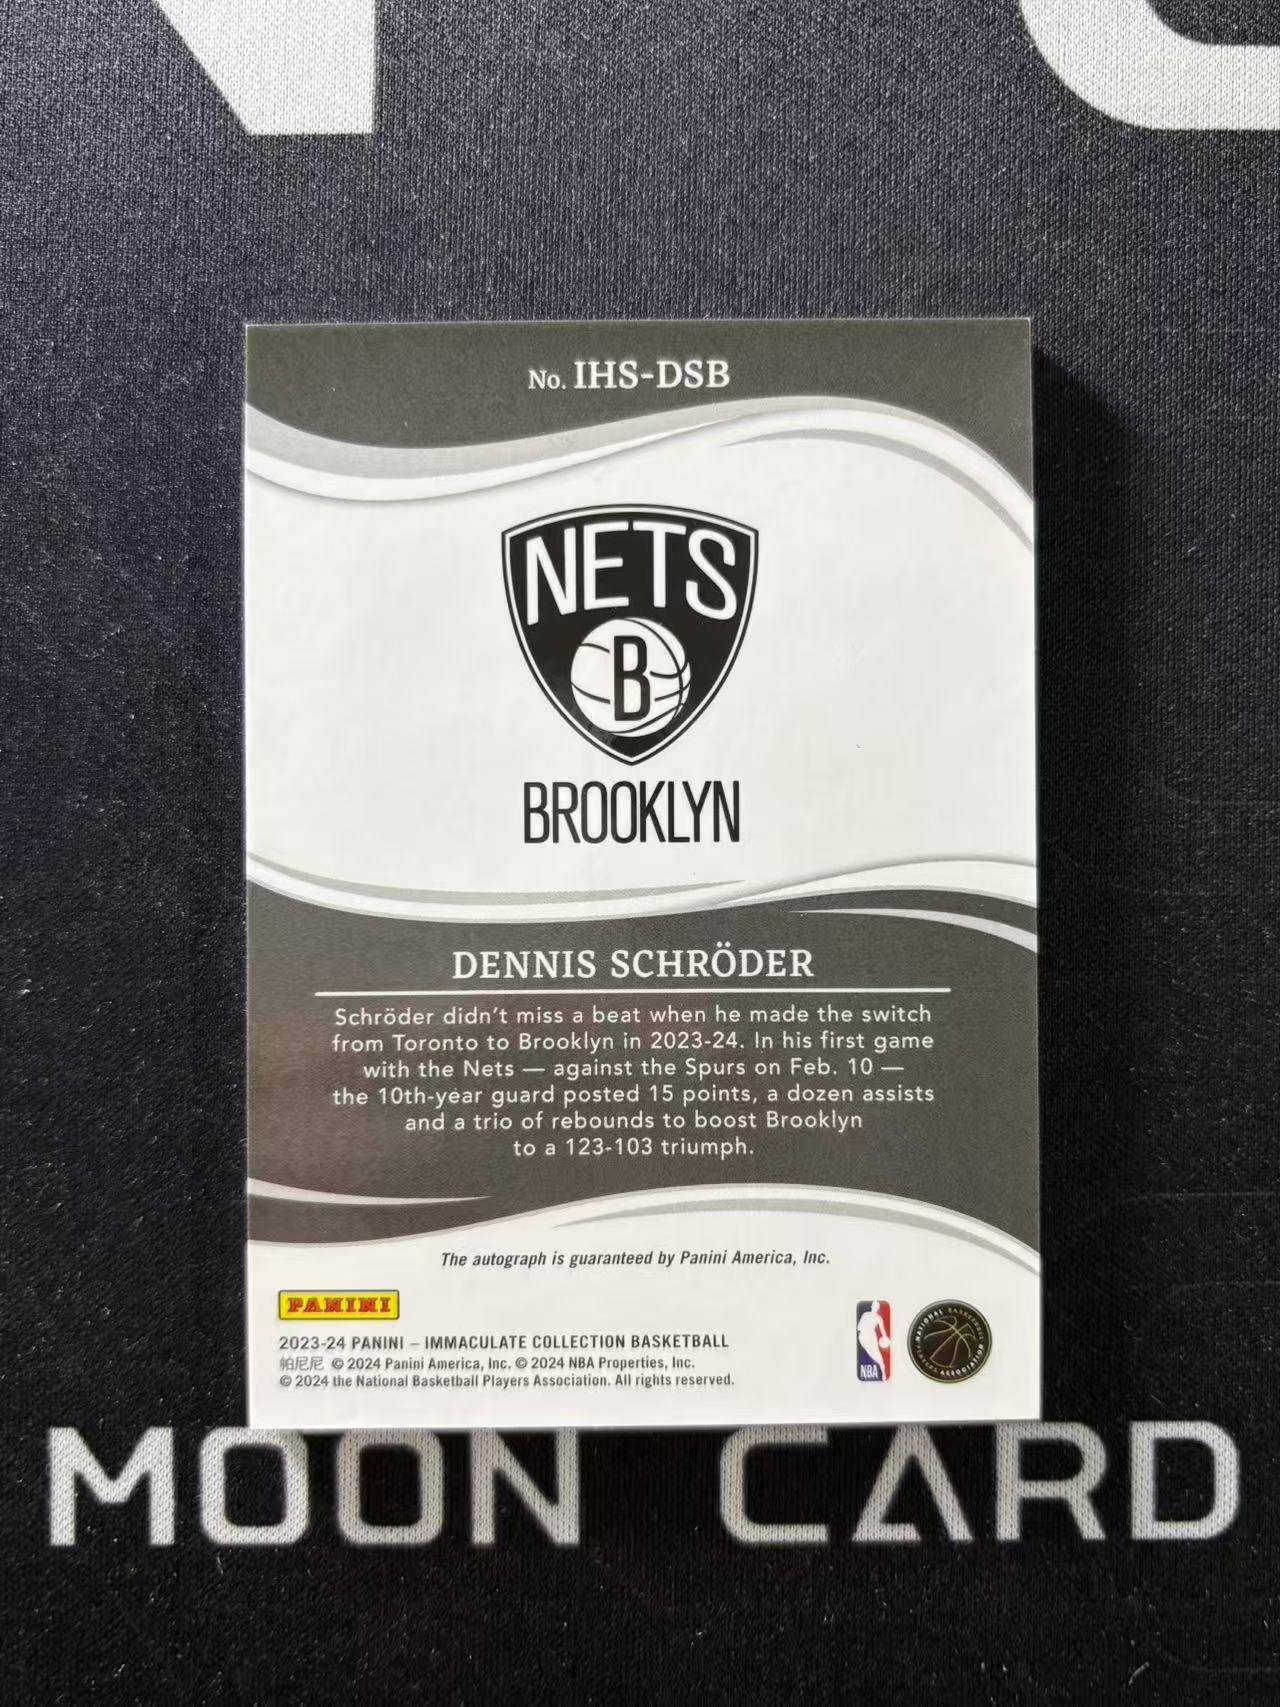 No. IHS-DSB
NETS
B
BROOKLYN
DENNIS SCHRÖDER
Schröder didn't miss a beat when he made the switch
from Toronto to Brooklyn in 2023-24. In his first game
with the Nets — against the Spurs on Feb. 10 —
the 10th-year guard posted 15 points, a dozen assists
and a trio of rebounds to boost Brooklyn
to a 123-103 triumph.
The autograph is guaranteed by Panini America, Inc.
PANINI
2023-24 PANINI – IMMACULATE COLLECTION BASKETBALL
帕尼尼 © 2024 Panini America, Inc. © 2024 NBA Properties, Inc.
© 2024 the National Basketball Players Association. All rights reserved.
NBA
NATIONAL BASKETBALL
PLAYERS ASSOCIATION
MOON CARD